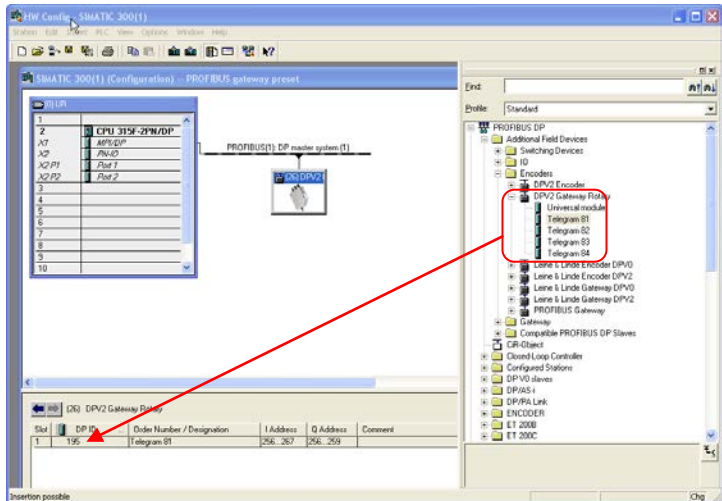 HW Config - SIMATIC 300(1)
Station Edit Insert PLC View Options Window Help
SIMATIC 300(1) (Configuration) -- PROFIBUS gateway preset
(0) UR
1
2 CPU 315F-2PN/DP
X1 MPI/DP
X2 PN-IO
X2 P1 Port 1
X2 P2 Port 2
3
4
5
6
7
8
9
10
PROFIBUS(1): DP master system (1)
(26) DPV2
(26) DPV2 Gateway Rotary
Slot DP ID ... Order Number / Designation I Address Q Address Comment
1 195 Telegram 81 256...267 256...259
Find:
Profile: Standard
PROFIBUS DP
Additional Field Devices
Switching Devices
IO
Encoders
DPV2 Encoder
DPV2 Gateway Rotary
Universal module
Telegram 81
Telegram 82
Telegram 83
Telegram 84
Leine & Linde Encoder DPV0
Leine & Linde Encoder DPV2
Leine & Linde Gateway DPV0
Leine & Linde Gateway DPV2
PROFIBUS Gateway
Gateway
Compatible PROFIBUS DP Slaves
CiR-Object
Closed-Loop Controller
Configured Stations
DP V0 slaves
DP/AS-i
DP/PA Link
ENCODER
ET 200B
ET 200C
Insertion possible
Chg